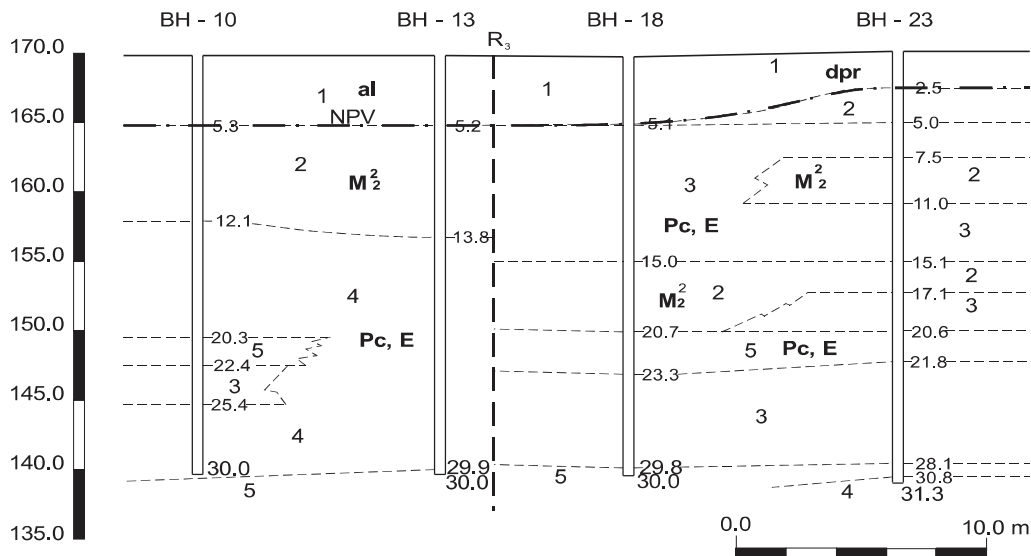 BH - 10 BH - 13 BH - 18 BH - 23
170.0 R3
1 dpr
1 al 1 2.5
165.0 NPV 2
5.8 5.2 5.1 5.0
2 7.5
160.0 M²₂ 3 M²₂ 2
11.0
12.1 Pc, E 3
13.8
155.0 15.0 15.1
4 M₂² 2 2
17.1
3
150.0 20.3 Pc, E 20.7 20.6
5 5 Pc, E
22.4 23.3 21.8
3
145.0 25.4 3
4
140.0 30.0 29.9 29.8 28.1
5 30.0 5 30.0 30.8
4 31.3
135.0 0.0 10.0 m